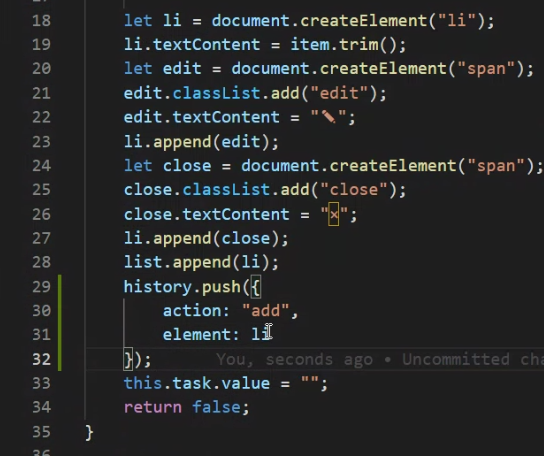 18 let li = document.createElement("li");
19 li.textContent = item.trim();
20 let edit = document.createElement("span");
21 edit.classList.add("edit");
22 edit.textContent = "✎";
23 li.append(edit);
24 let close = document.createElement("span");
25 close.classList.add("close");
26 close.textContent = "×";
27 li.append(close);
28 list.append(li);
29 history.push({
30 action: "add",
31 element: li
32 }); You, seconds ago • Uncommitted cha
33 this.task.value = "";
34 return false;
35 }
36